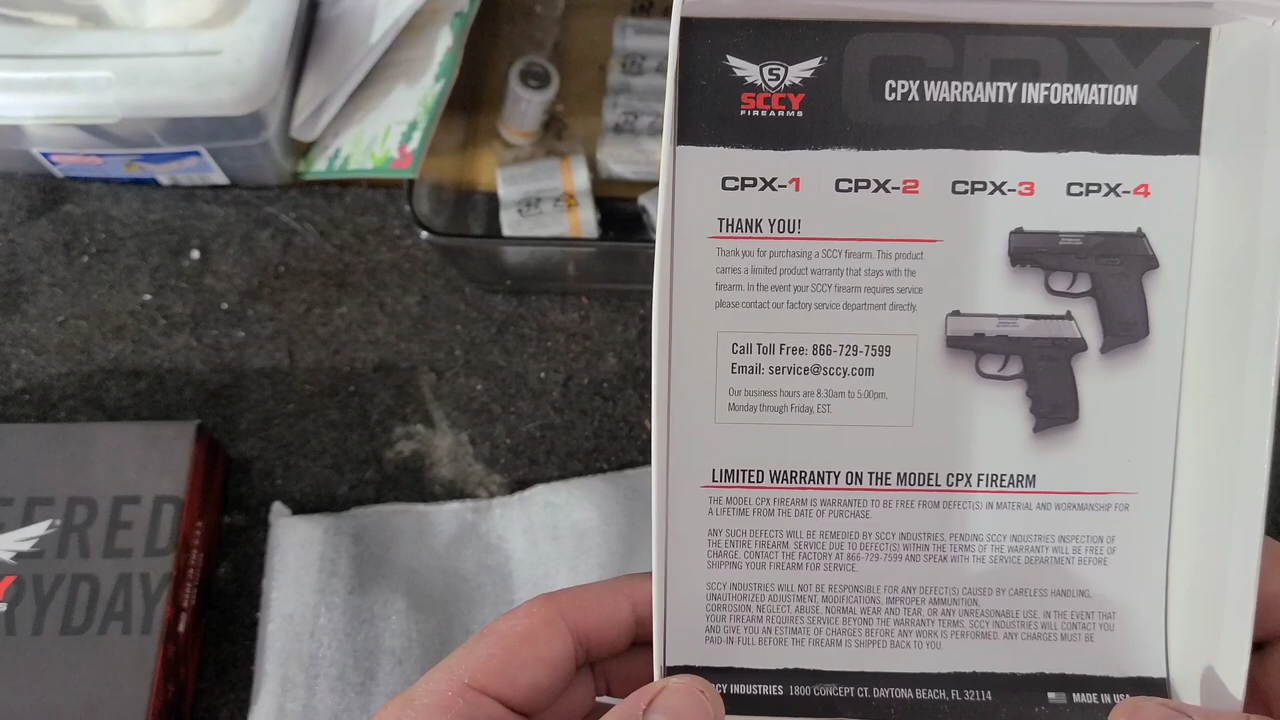 SCCY
FIREARMS
CPX
CPX WARRANTY INFORMATION
CPX-1 CPX-2 CPX-3 CPX-4
THANK YOU!
Thank you for purchasing a SCCY firearm. This product
carries a limited product warranty that stays with the
firearm. In the event your SCCY firearm requires service
please contact our factory service department directly.
Call Toll Free: 866-729-7599
Email: service@sccy.com
Our business hours are 8:30am to 5:00pm,
Monday through Friday, EST.
LIMITED WARRANTY ON THE MODEL CPX FIREARM
THE MODEL CPX FIREARM IS WARRANTED TO BE FREE FROM DEFECT(S) IN MATERIAL AND WORKMANSHIP FOR
A LIFETIME FROM THE DATE OF PURCHASE.
ANY SUCH DEFECTS WILL BE REMEDIED BY SCCY INDUSTRIES, PENDING SCCY INDUSTRIES INSPECTION OF
THE ENTIRE FIREARM. SERVICE DUE TO DEFECT(S) WITHIN THE TERMS OF THE WARRANTY WILL BE FREE OF
CHARGE. CONTACT THE FACTORY AT 866-729-7599 AND SPEAK WITH THE SERVICE DEPARTMENT BEFORE
SHIPPING YOUR FIREARM FOR SERVICE.
SCCY INDUSTRIES WILL NOT BE RESPONSIBLE FOR ANY DEFECT(S) CAUSED BY CARELESS HANDLING,
UNAUTHORIZED ADJUSTMENT, MODIFICATIONS, IMPROPER AMMUNITION,
CORROSION, NEGLECT, ABUSE, NORMAL WEAR AND TEAR, OR ANY UNREASONABLE USE. IN THE EVENT THAT
YOUR FIREARM REQUIRES SERVICE BEYOND THE WARRANTY TERMS, SCCY INDUSTRIES WILL CONTACT YOU
AND GIVE YOU AN ESTIMATE OF CHARGES BEFORE ANY WORK IS PERFORMED. ANY CHARGES MUST BE
PAID-IN-FULL BEFORE THE FIREARM IS SHIPPED BACK TO YOU.
CY INDUSTRIES 1800 CONCEPT CT. DAYTONA BEACH, FL 32114
MADE IN USA
ERED
RYDAY